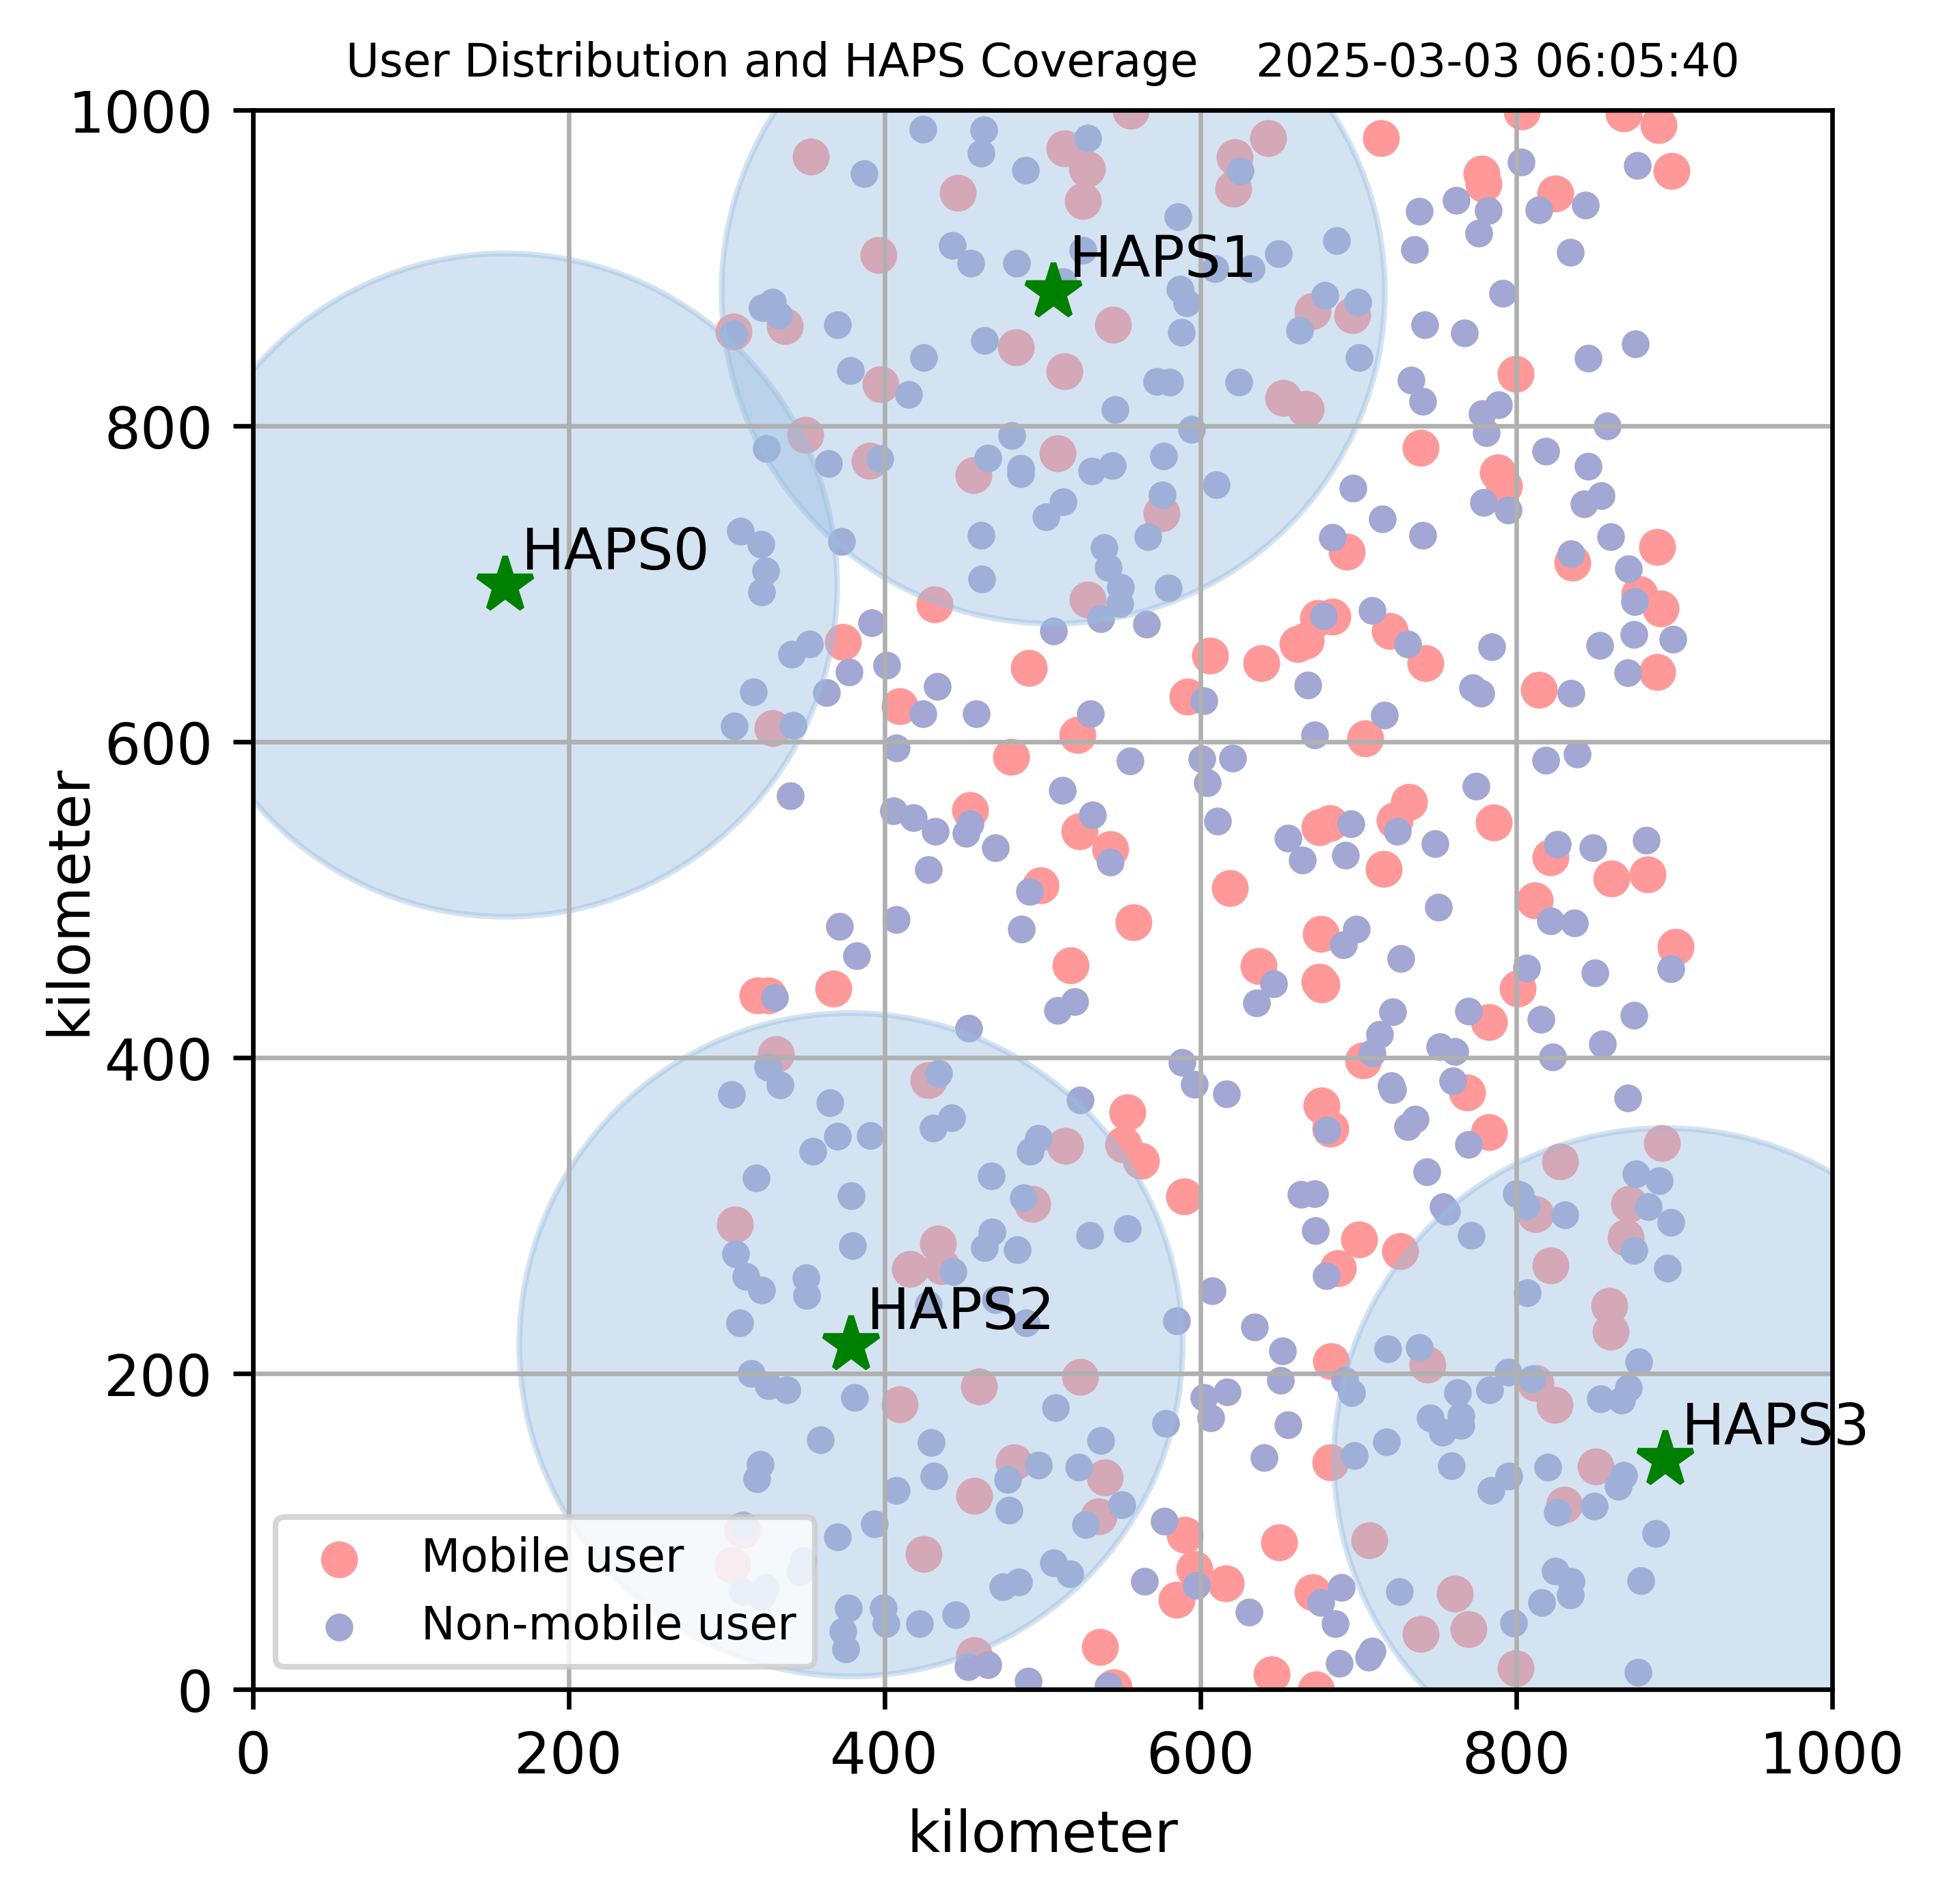 User Distribution and HAPS Coverage    2025-03-03 06:05:40
1000
800
600
400
200
0
kilometer
HAPS1
HAPS0
HAPS2
HAPS3
Mobile user
Non-mobile user
0 200 400 600 800 1000
kilometer